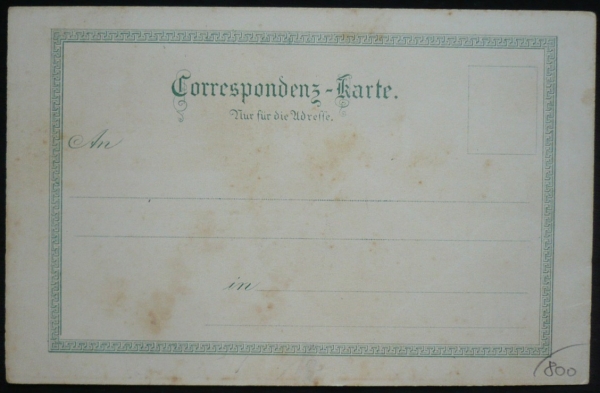 Correspondenz-Karte.
Nur für die Adresse.
An
in
800